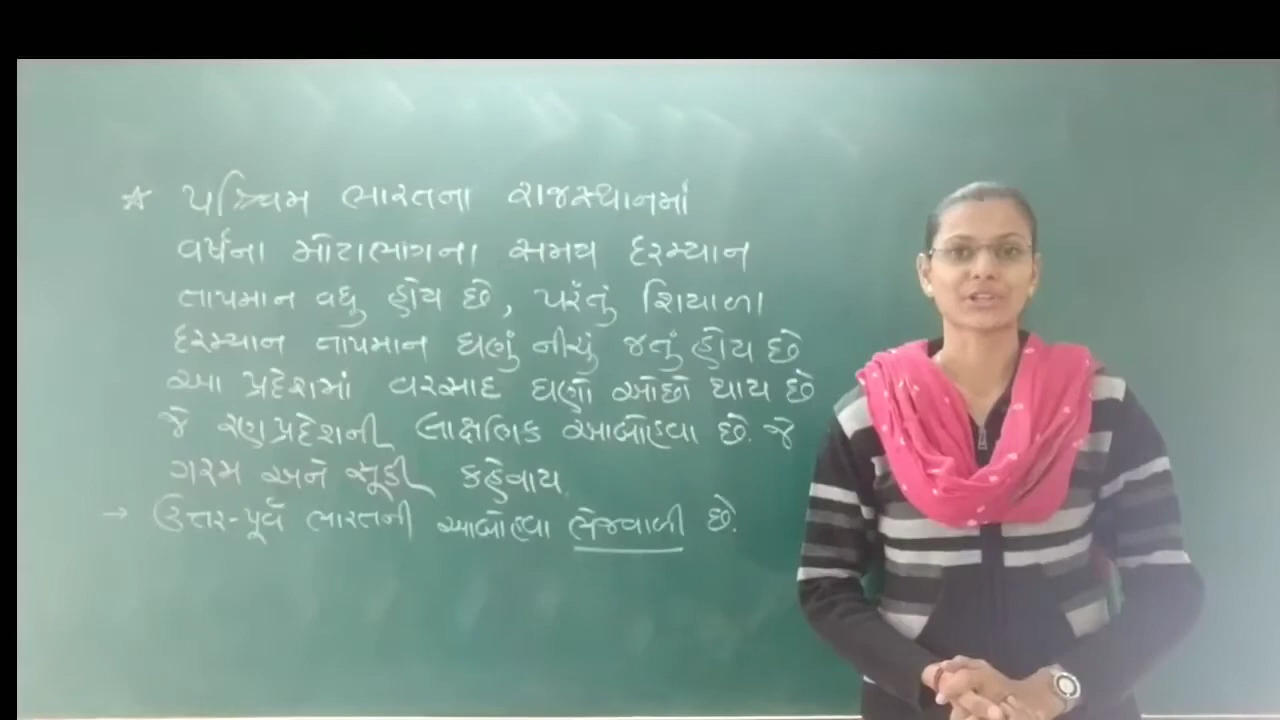 ☆ પશ્ચિમ ભારતના રાજસ્થાનમાં
વર્ષના મોટાભાગના સમય દરમ્યાન
તાપમાન વધુ હોય છે, પરંતું શિયાળા
દરમ્યાન તાપમાન ઘણું નીચું જતું હોય છે
આ પ્રદેશમાં વરસાદ ઘણો ઓછો થાય છે
જે રણપ્રદેશની લાક્ષણિક આબોહવા છે. જે
ગરમ અને સૂકી કહેવાય.
→ ઉત્તર-પૂર્વ ભારતની આબોહવા ભેજવાળી છે.